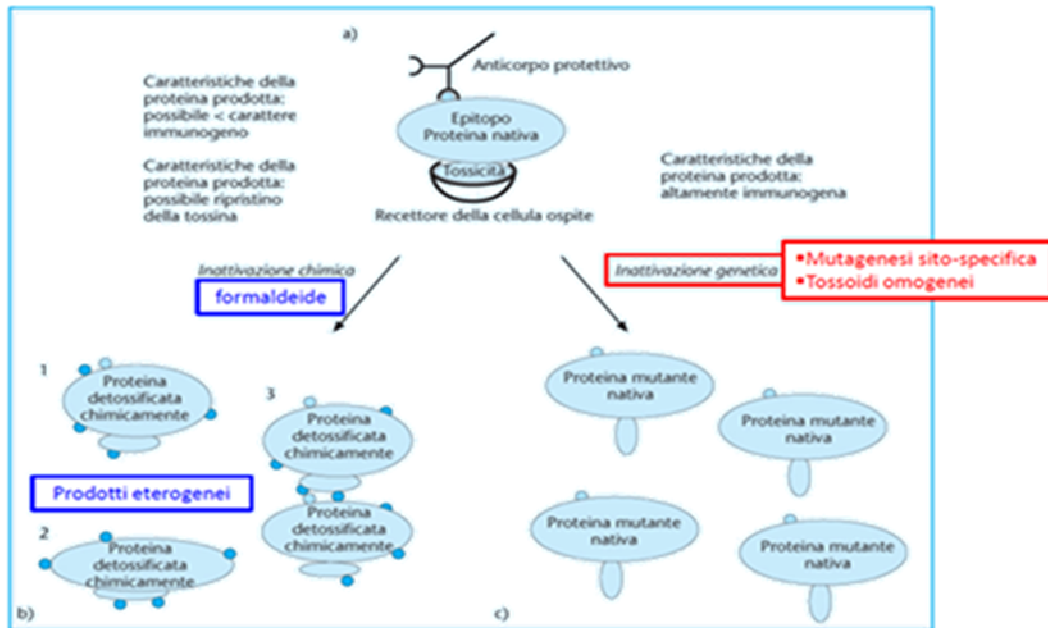 a)
Anticorpo protettivo
Caratteristiche della
proteina prodotta:
possibile < carattere
immunogeno
Epitopo
Proteina nativa
Caratteristiche della
proteina prodotta:
possibile ripristino
della tossina
Tossicità
Caratteristiche della
proteina prodotta:
altamente immunogena
Recettore della cellula ospite
Inattivazione chimica
formaldeide
Inattivazione genetica
•Mutagenesi sito-specifica
•Tossoidi omogenei
1
Proteina
detossificata
chimicamente
3
Proteina
detossificata
chimicamente
Proteina
detossificata
chimicamente
Prodotti eterogenei
2
Proteina
detossificata
chimicamente
b)
Proteina mutante
nativa
Proteina mutante
nativa
Proteina mutante
nativa
Proteina mutante
nativa
c)